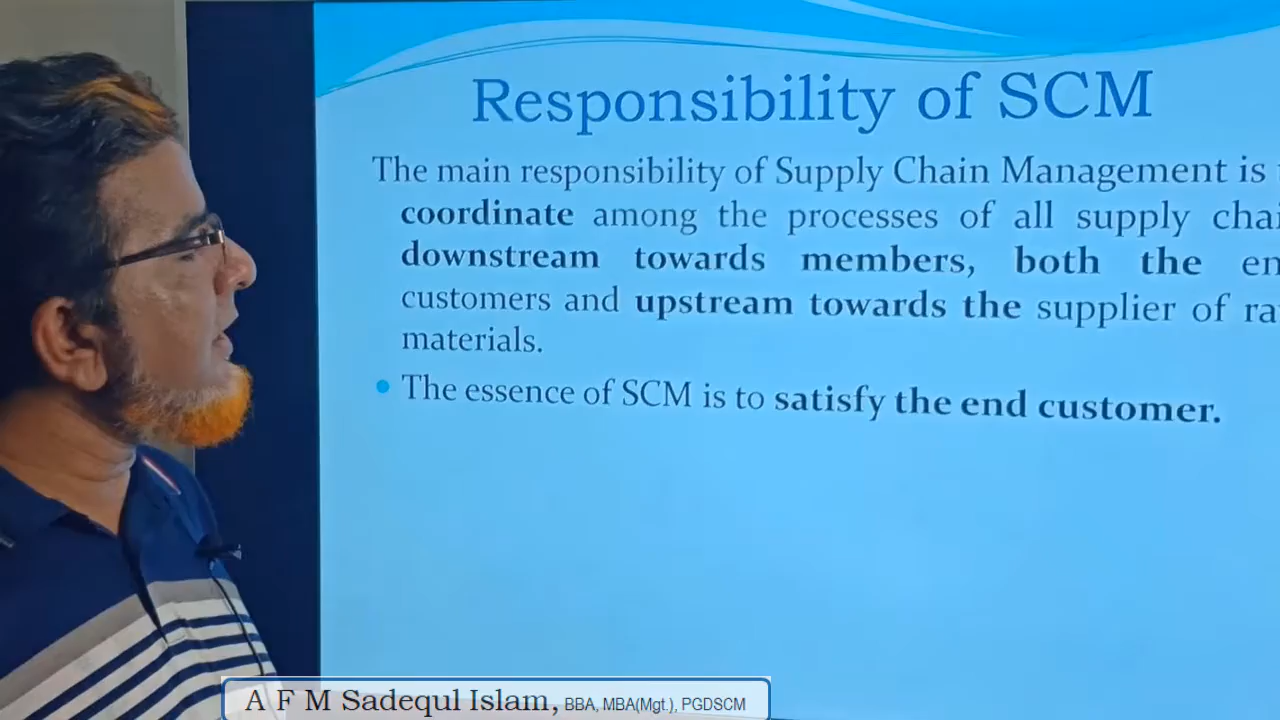 Responsibility of SCM
The main responsibility of Supply Chain Management is
coordinate among the processes of all supply
downstream towards members, both the
customers and upstream towards the supplier of
materials.
The essence of SCM is to satisfy the end customer.
A F M Sadequl Islam, BBA, MBA(Mgt.), PGDSCM